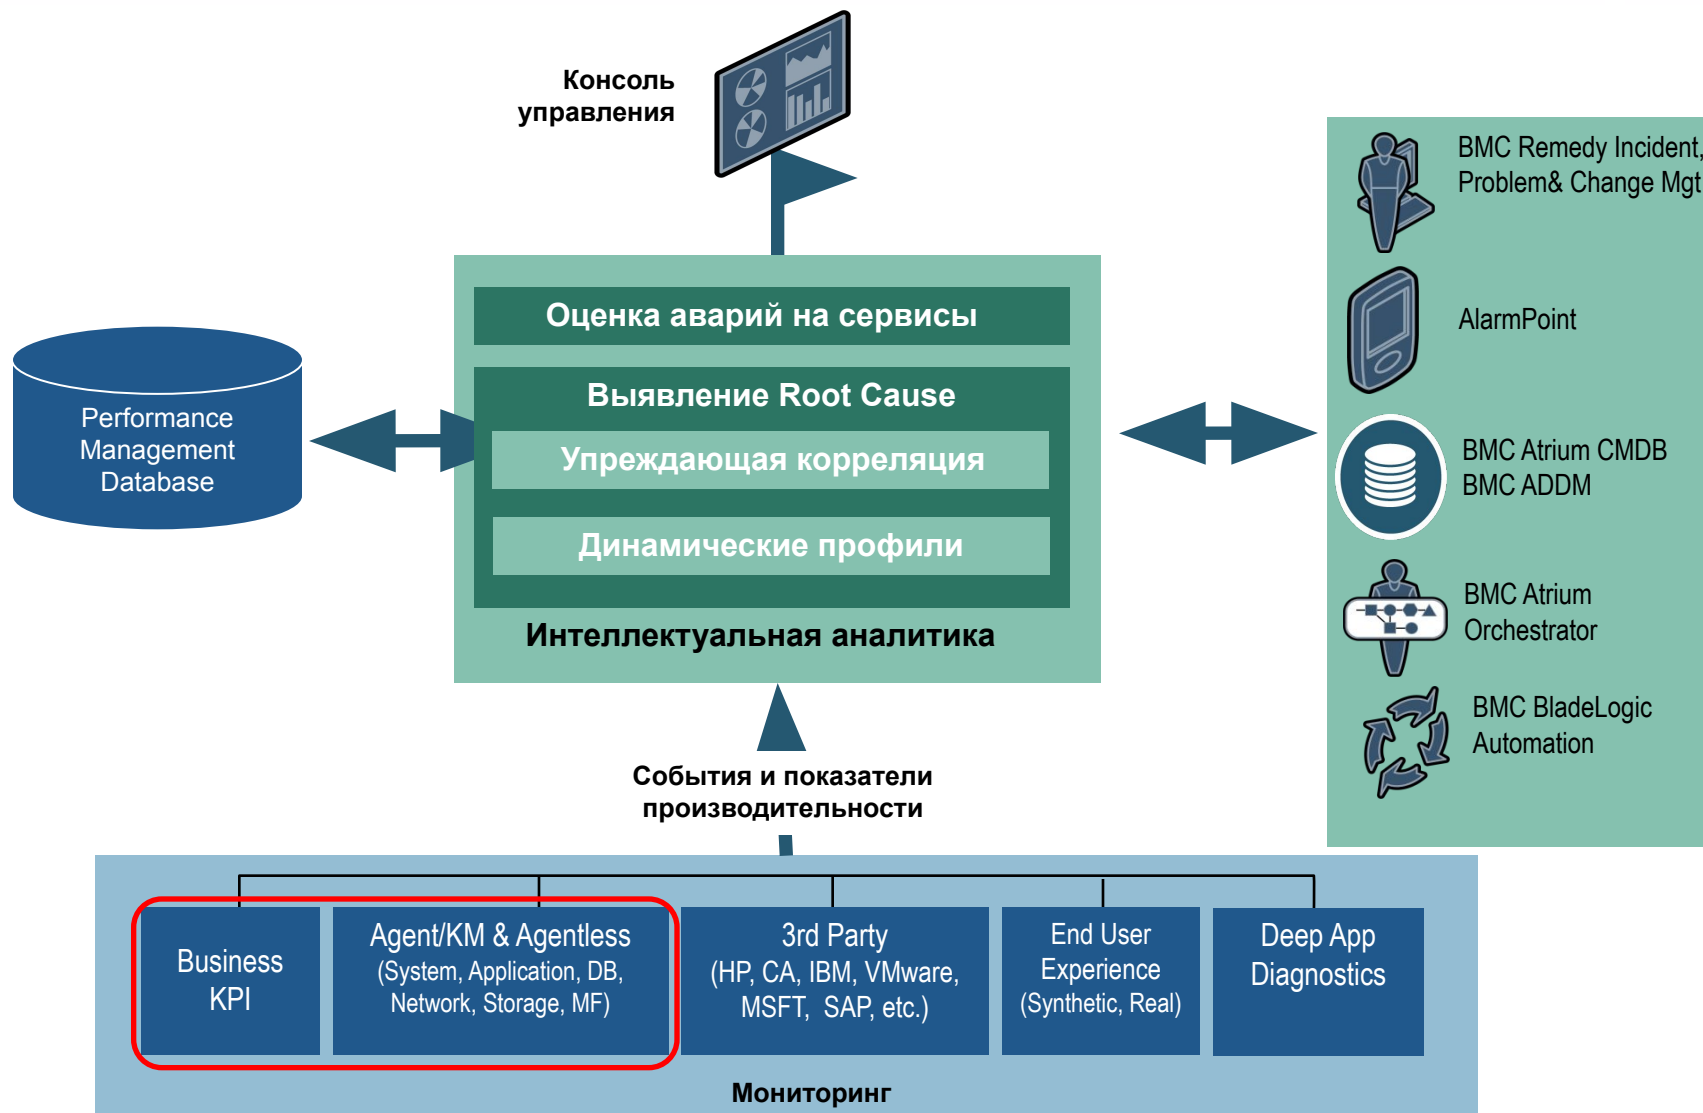 Консоль
управления
BMC Remedy Incident,
Problem& Change Mgt
AlarmPoint
BMC Atrium CMDB
BMC ADDM
BMC Atrium
Orchestrator
BMC BladeLogic
Automation
Оценка аварий на сервисы
Выявление Root Cause
Упреждающая корреляция
Динамические профили
Интеллектуальная аналитика
Performance
Management
Database
События и показатели
производительности
Business
KPI
Agent/KM & Agentless
(System, Application, DB,
Network, Storage, MF)
3rd Party
(HP, CA, IBM, VMware,
MSFT, SAP, etc.)
End User
Experience
(Synthetic, Real)
Deep App
Diagnostics
Мониторинг